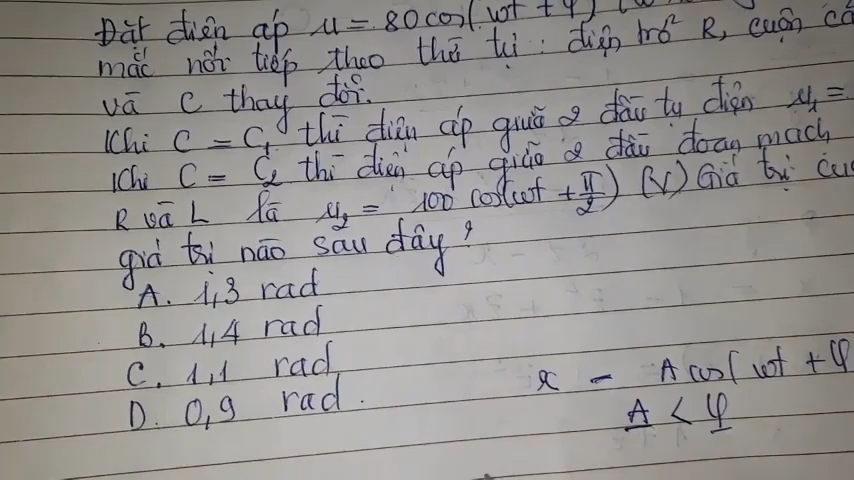 Đặt điện áp u = 80 cos(ωt + φ)
mắc nối tiếp theo thứ tự: điện trở R, cuộn
và C thay đổi.
Khi C = C₁ thì điện áp giữa 2 đầu tụ điện u₁ =
Khi C = C₂ thì điện áp giữa 2 đầu đoạn mạch
R và L là u₂ = 100 cos(ωt + π/2) (V) Giá trị
giá trị nào sau đây?
A. 1,3 rad
B. 1,4 rad
C. 1,1 rad
D. 0,9 rad.
x = A cos(ωt + φ
A < φ